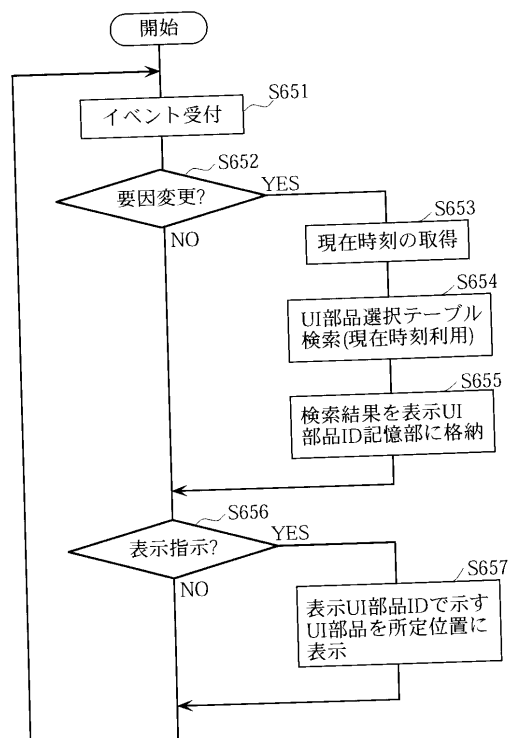 開始
イベント受付
S651
要因変更?
S652
YES
NO
現在時刻の取得
S653
UI部品選択テーブル
検索(現在時刻利用)
S654
検索結果を表示UI
部品ID記憶部に格納
S655
表示指示?
S656
YES
NO
表示UI部品IDで示す
UI部品を所定位置に
表示
S657